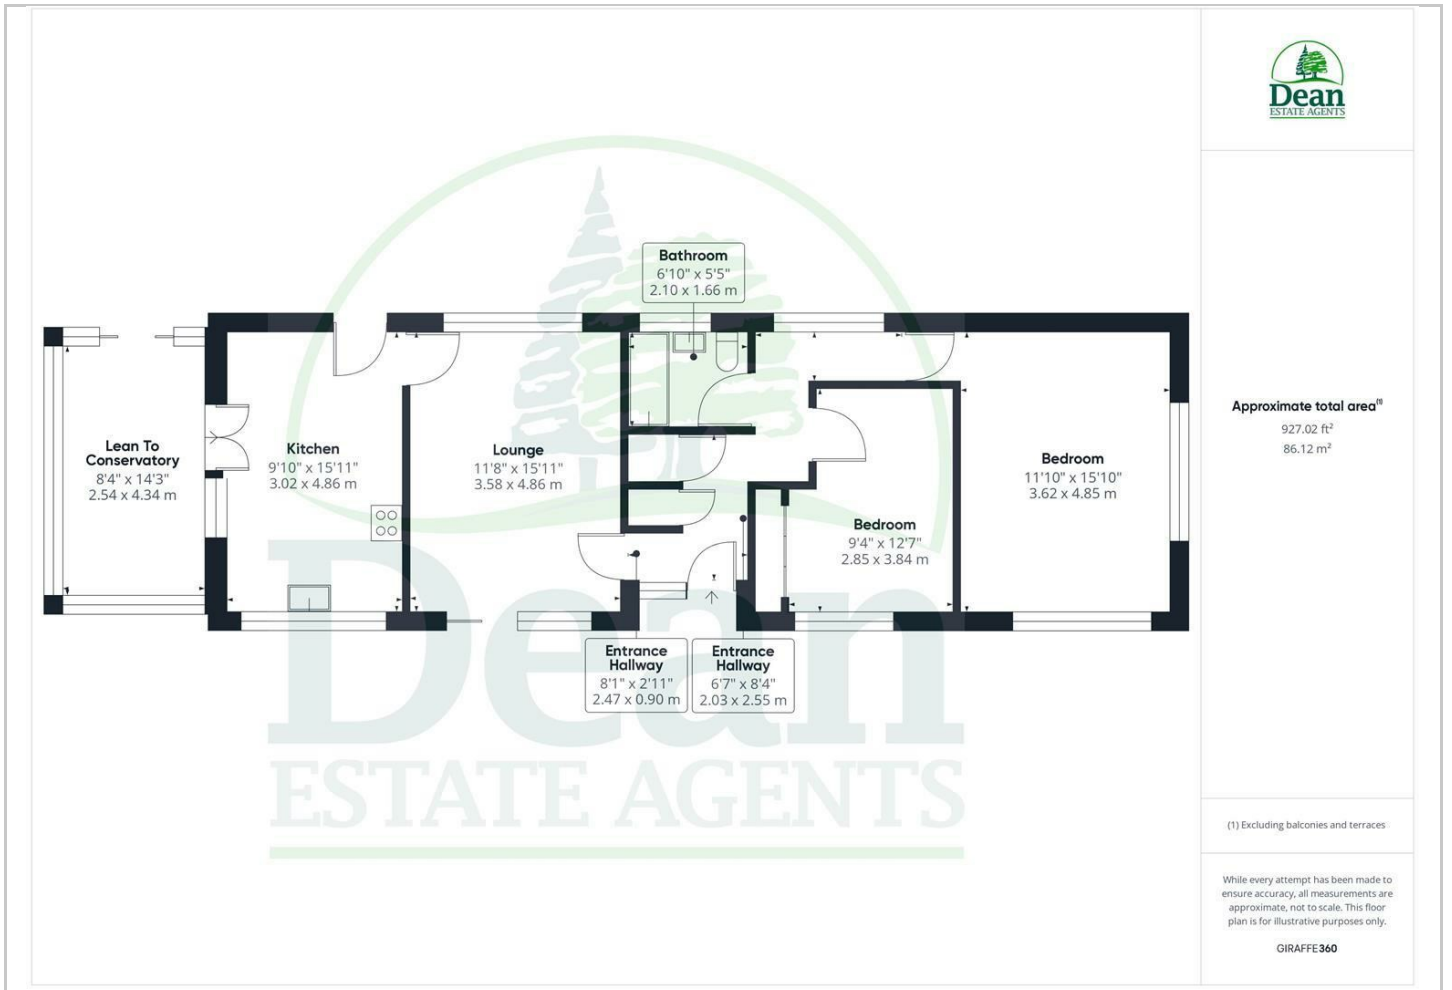 Dean
ESTATE AGENTS
Bathroom
6'10" x 5'5"
2.10 x 1.66 m
Lean To
Conservatory
8'4" x 14'3"
2.54 x 4.34 m
Kitchen
9'10" x 15'11"
3.02 x 4.86 m
Lounge
11'8" x 15'11"
3.58 x 4.86 m
Bedroom
9'4" x 12'7"
2.85 x 3.84 m
Bedroom
11'10" x 15'10"
3.62 x 4.85 m
Entrance
Hallway
8'1" x 2'11"
2.47 x 0.90 m
Entrance
Hallway
6'7" x 8'4"
2.03 x 2.55 m
Dean
ESTATE AGENTS
Approximate total area(1)
927.02 ft²
86.12 m²
(1) Excluding balconies and terraces
While every attempt has been made to
ensure accuracy, all measurements are
approximate, not to scale. This floor
plan is for illustrative purposes only.
GIRAFFE360